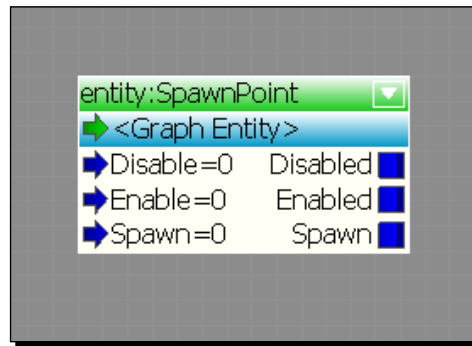 entity:SpawnPoint
<Graph Entity>
Disable=0 Disabled
Enable=0 Enabled
Spawn=0 Spawn